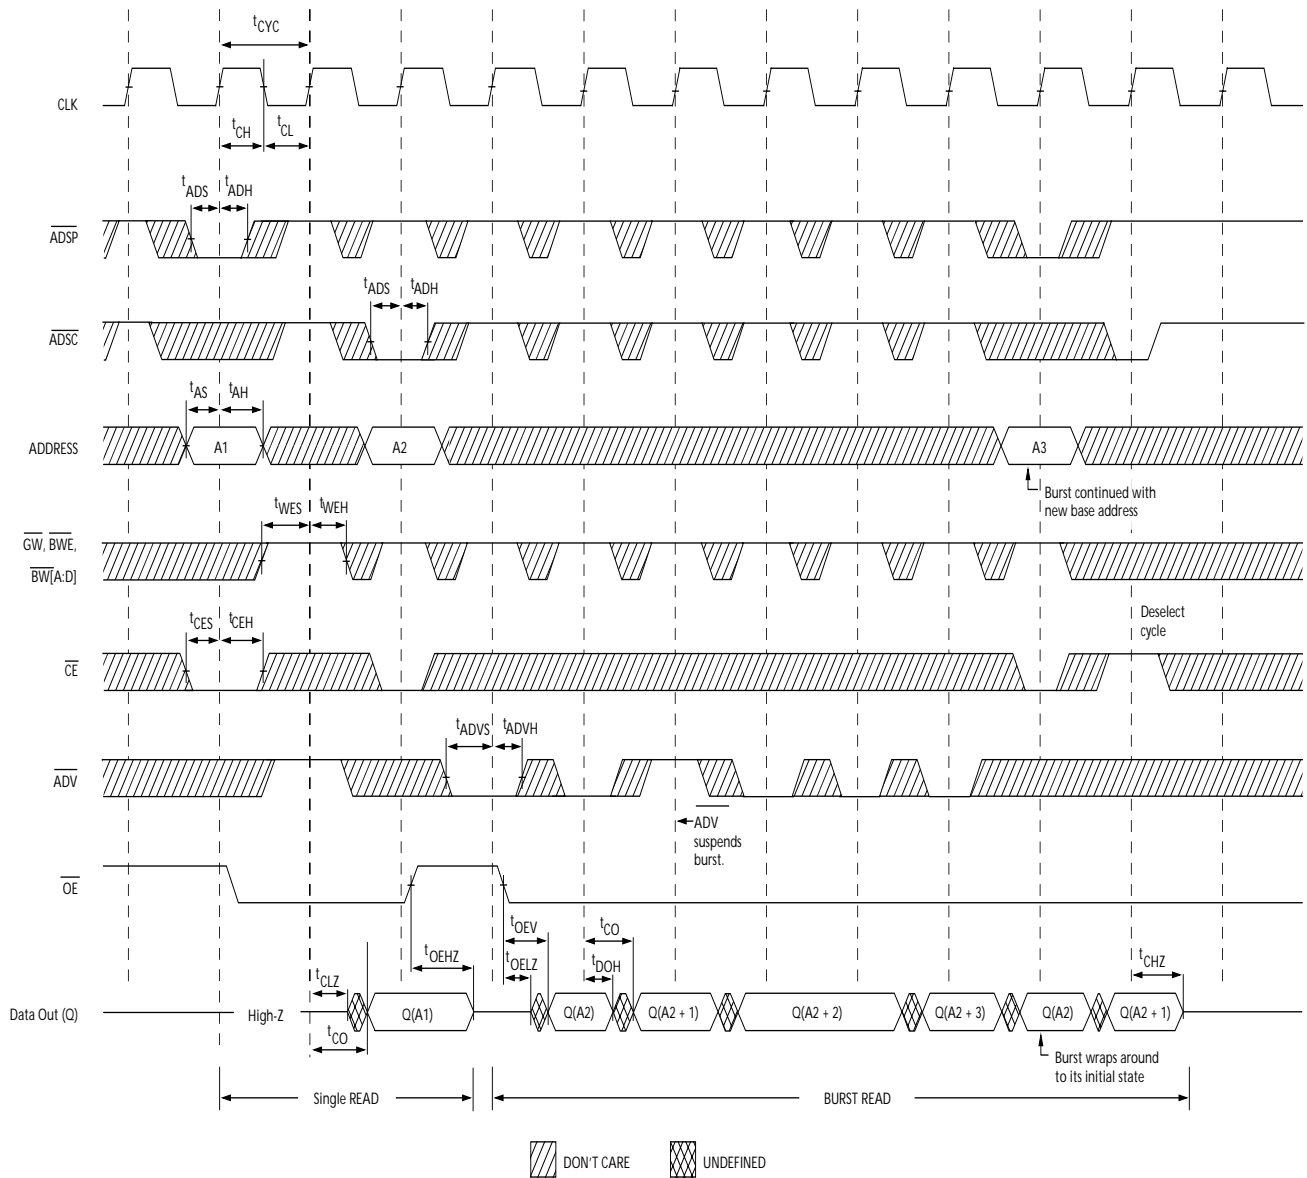 tCYC
CLK
tCH
tCL
tADS
tADH
ADSP
tADS
tADH
ADSC
tAS
tAH
ADDRESS
A1
A2
A3
Burst continued with
new base address
tWES
tWEH
GW, BWE,
BW[A:D]
tCES
tCEH
Deselect
cycle
CE
tADVS
tADVH
ADV
ADV
suspends
burst.
OE
tOEV
tCO
tOEHZ
tOELZ
tDOH
tCHZ
tCLZ
Data Out (Q)
High-Z
Q(A1)
Q(A2)
Q(A2 + 1)
Q(A2 + 2)
Q(A2 + 3)
Q(A2)
Q(A2 + 1)
tCO
Burst wraps around
to its initial state
Single READ
BURST READ
DON'T CARE
UNDEFINED